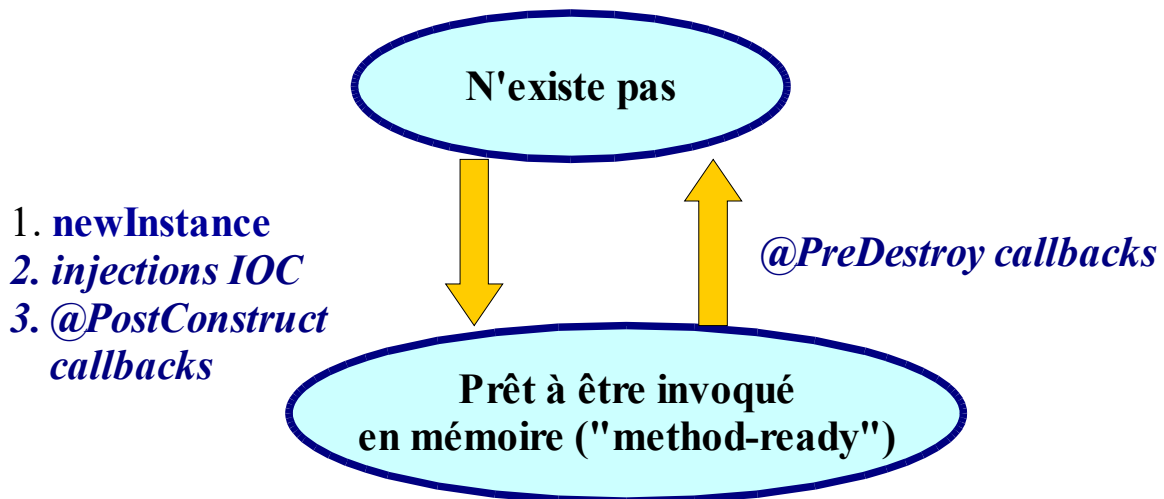 N'existe pas
1. newInstance
2. injections IOC
3. @PostConstruct
callbacks
@PreDestroy callbacks
Prêt à être invoqué
en mémoire ("method-ready")